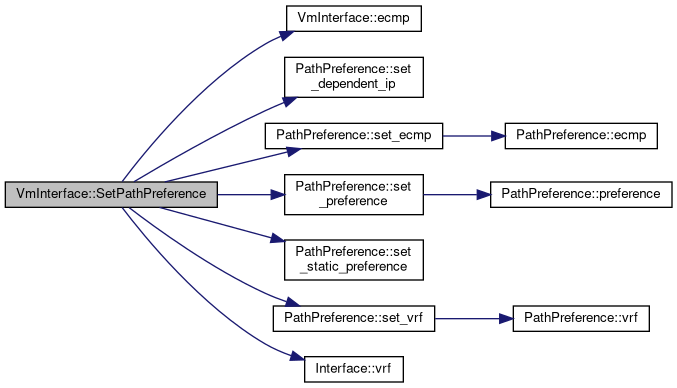 VmInterface::ecmp
PathPreference::set
_dependent_ip
PathPreference::set_ecmp
PathPreference::ecmp
VmInterface::SetPathPreference
PathPreference::set
_preference
PathPreference::preference
PathPreference::set
_static_preference
PathPreference::set_vrf
PathPreference::vrf
Interface::vrf